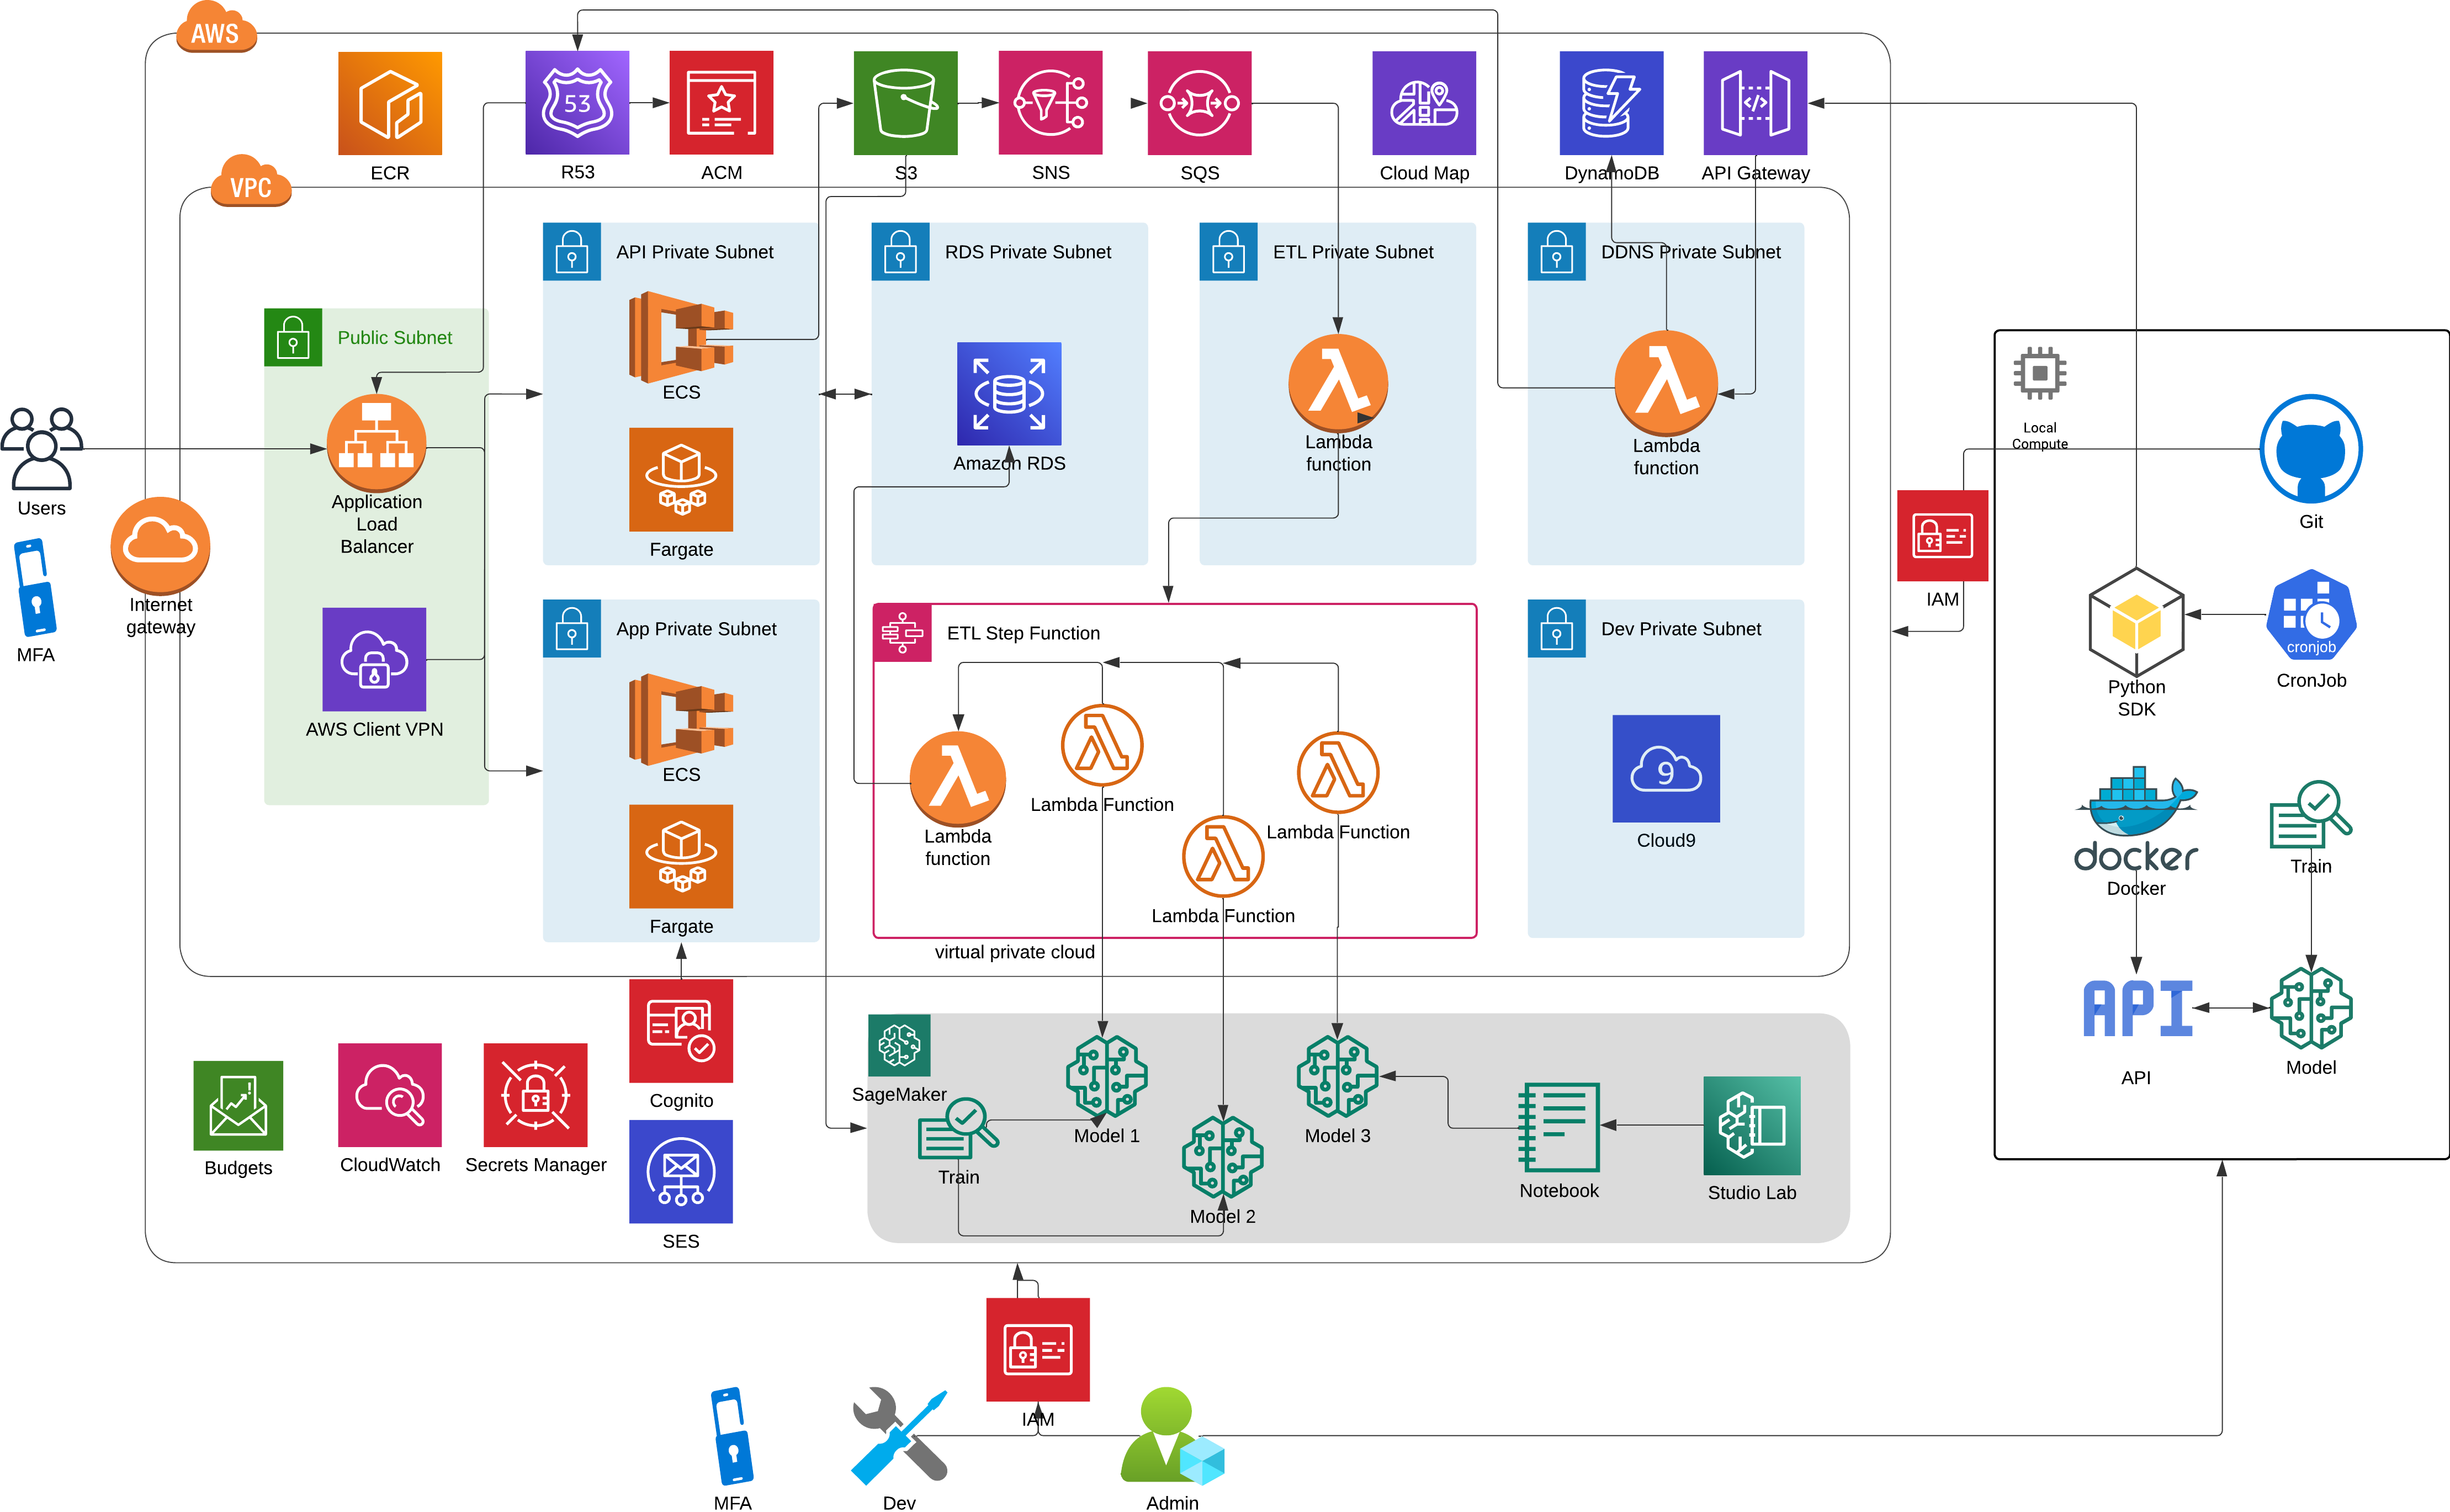 AWS
53
ECR
R53
ACM
S3
SNS
SQS
Cloud Map
DynamoDB
API Gateway
VPC
API Private Subnet
RDS Private Subnet
ETL Private Subnet
DDNS Private Subnet
Public Subnet
ECS
Amazon RDS
Lambda
function
Lambda
function
Local
Compute
Users
Application
Load
Balancer
Fargate
Git
MFA
Internet
gateway
IAM
App Private Subnet
ETL Step Function
Dev Private Subnet
cronjob
CronJob
Python
SDK
AWS Client VPN
ECS
Lambda Function
Lambda Function
Lambda
function
9
Cloud9
docker
Docker
Train
Fargate
Lambda Function
virtual private cloud
API
API
Model
SageMaker
Cognito
Budgets
CloudWatch
Secrets Manager
Train
Model 1
Model 2
Model 3
Notebook
Studio Lab
SES
IAM
MFA
Dev
Admin